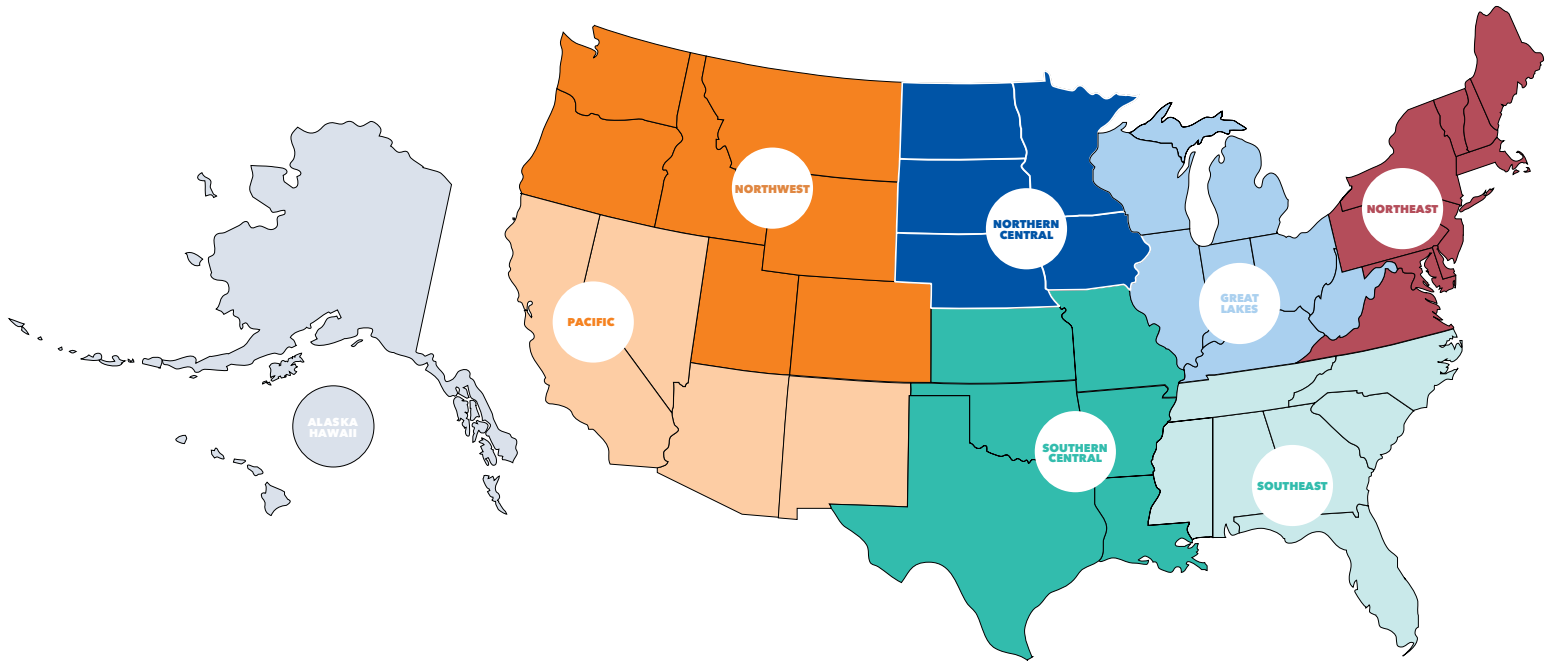 NORTHWEST
NORTHERN
CENTRAL
NORTHEAST
GREAT
LAKES
PACIFIC
ALASKA
HAWAII
SOUTHERN
CENTRAL
SOUTHEAST